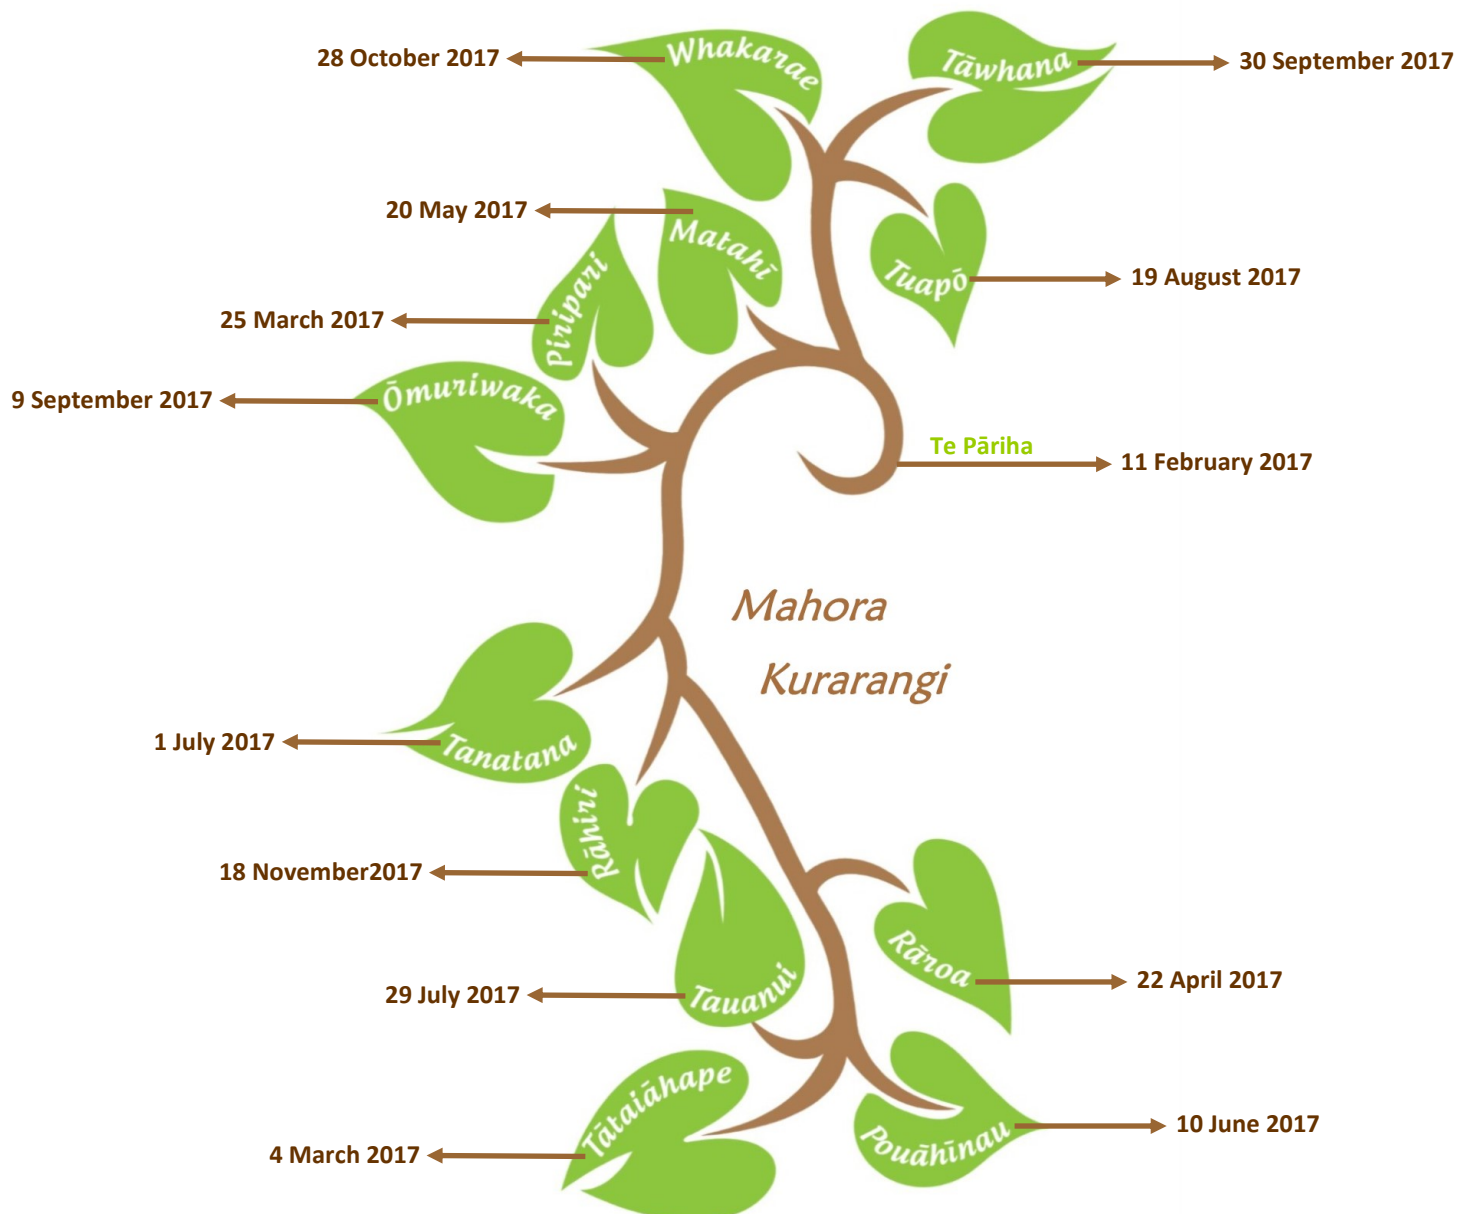 Whakarae
28 October 2017
Tāwhana
30 September 2017
20 May 2017
Matahī
Tuapō
19 August 2017
25 March 2017
Piripari
9 September 2017
Ōmuriwaka
Te Pāriha
11 February 2017
Mahora
Kurarangi
1 July 2017
Tanatana
Rāhiri
18 November2017
Rāroa
22 April 2017
29 July 2017
Tauanui
Tātaiāhape
4 March 2017
Pouāhīnau
10 June 2017